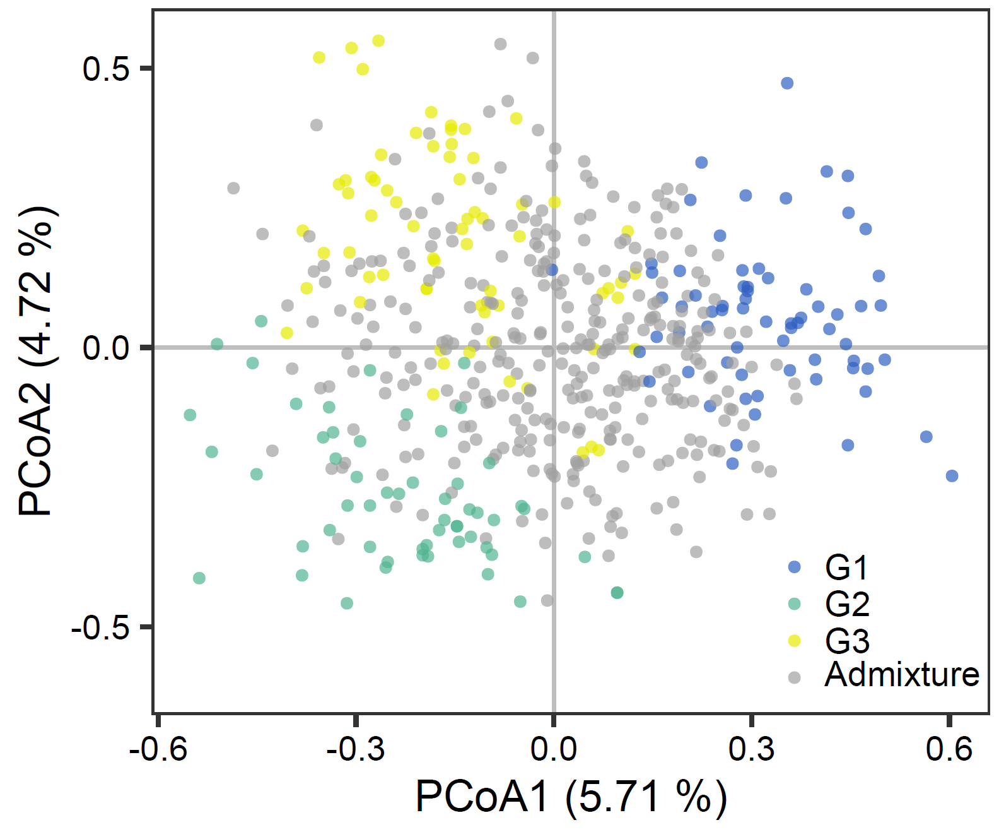 PCoA2 (4.72 %)
0.5
0.0
-0.5
G1
G2
G3
Admixture
-0.6
-0.3
0.0
0.3
0.6
PCoA1 (5.71 %)